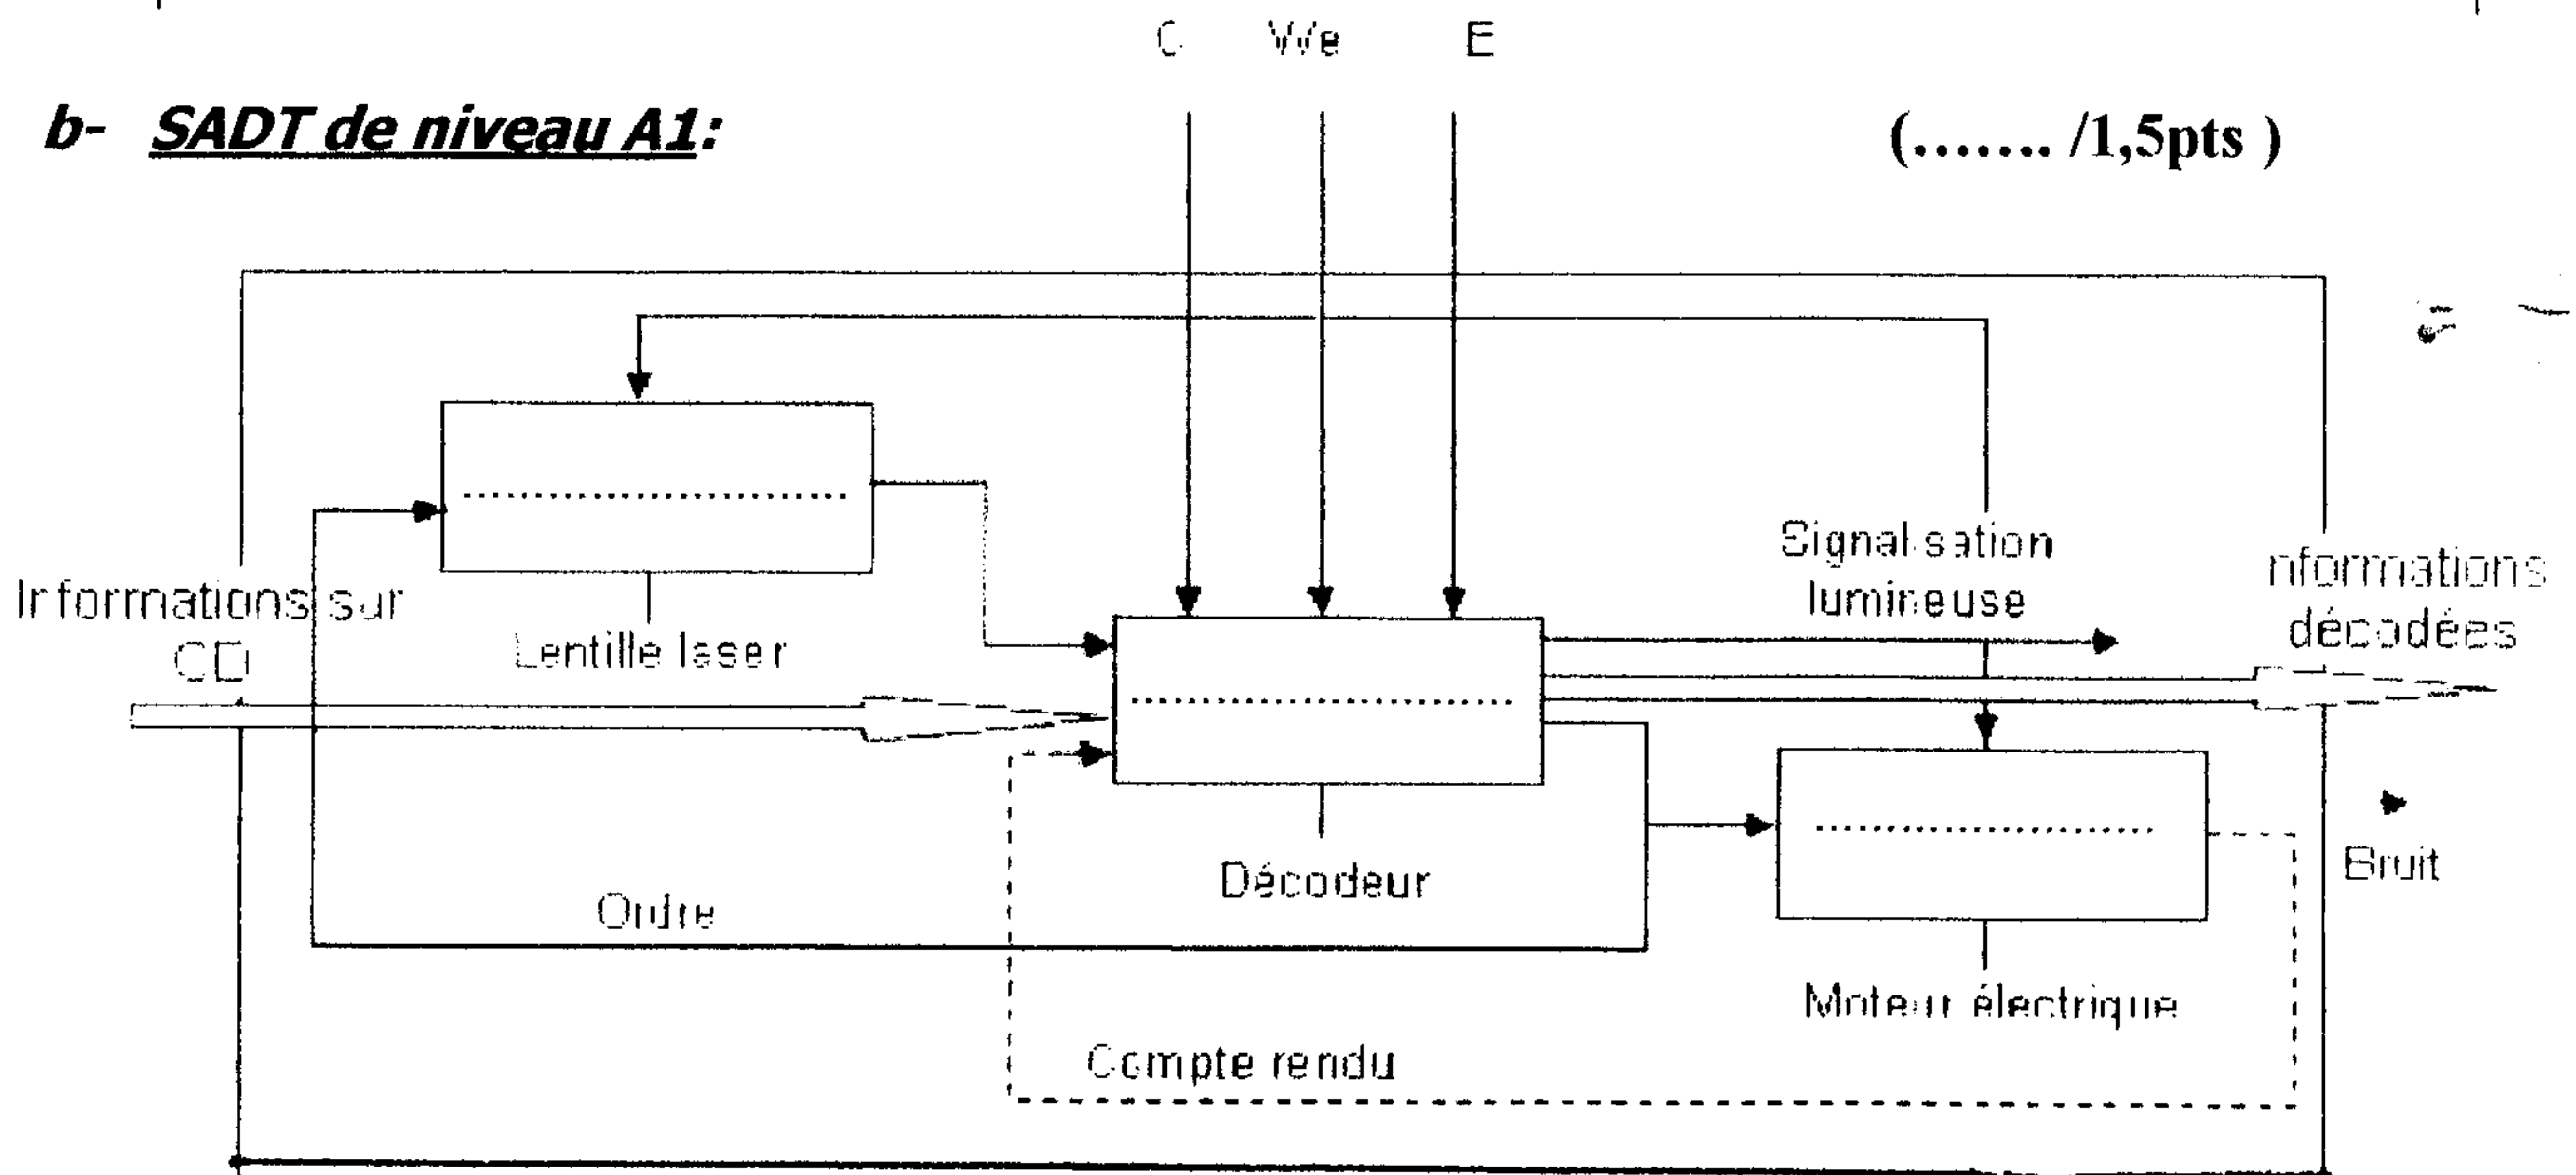 C We E
b- SADT de niveau A1:
(....... /1,5pts )
..........................
Signalisation
lumineuse
Informations sur
CD
Informations
décodées
Lentille laser
..........................
..........................
Décodeur
Bruit
Ordre
Moteur électrique
Compte rendu